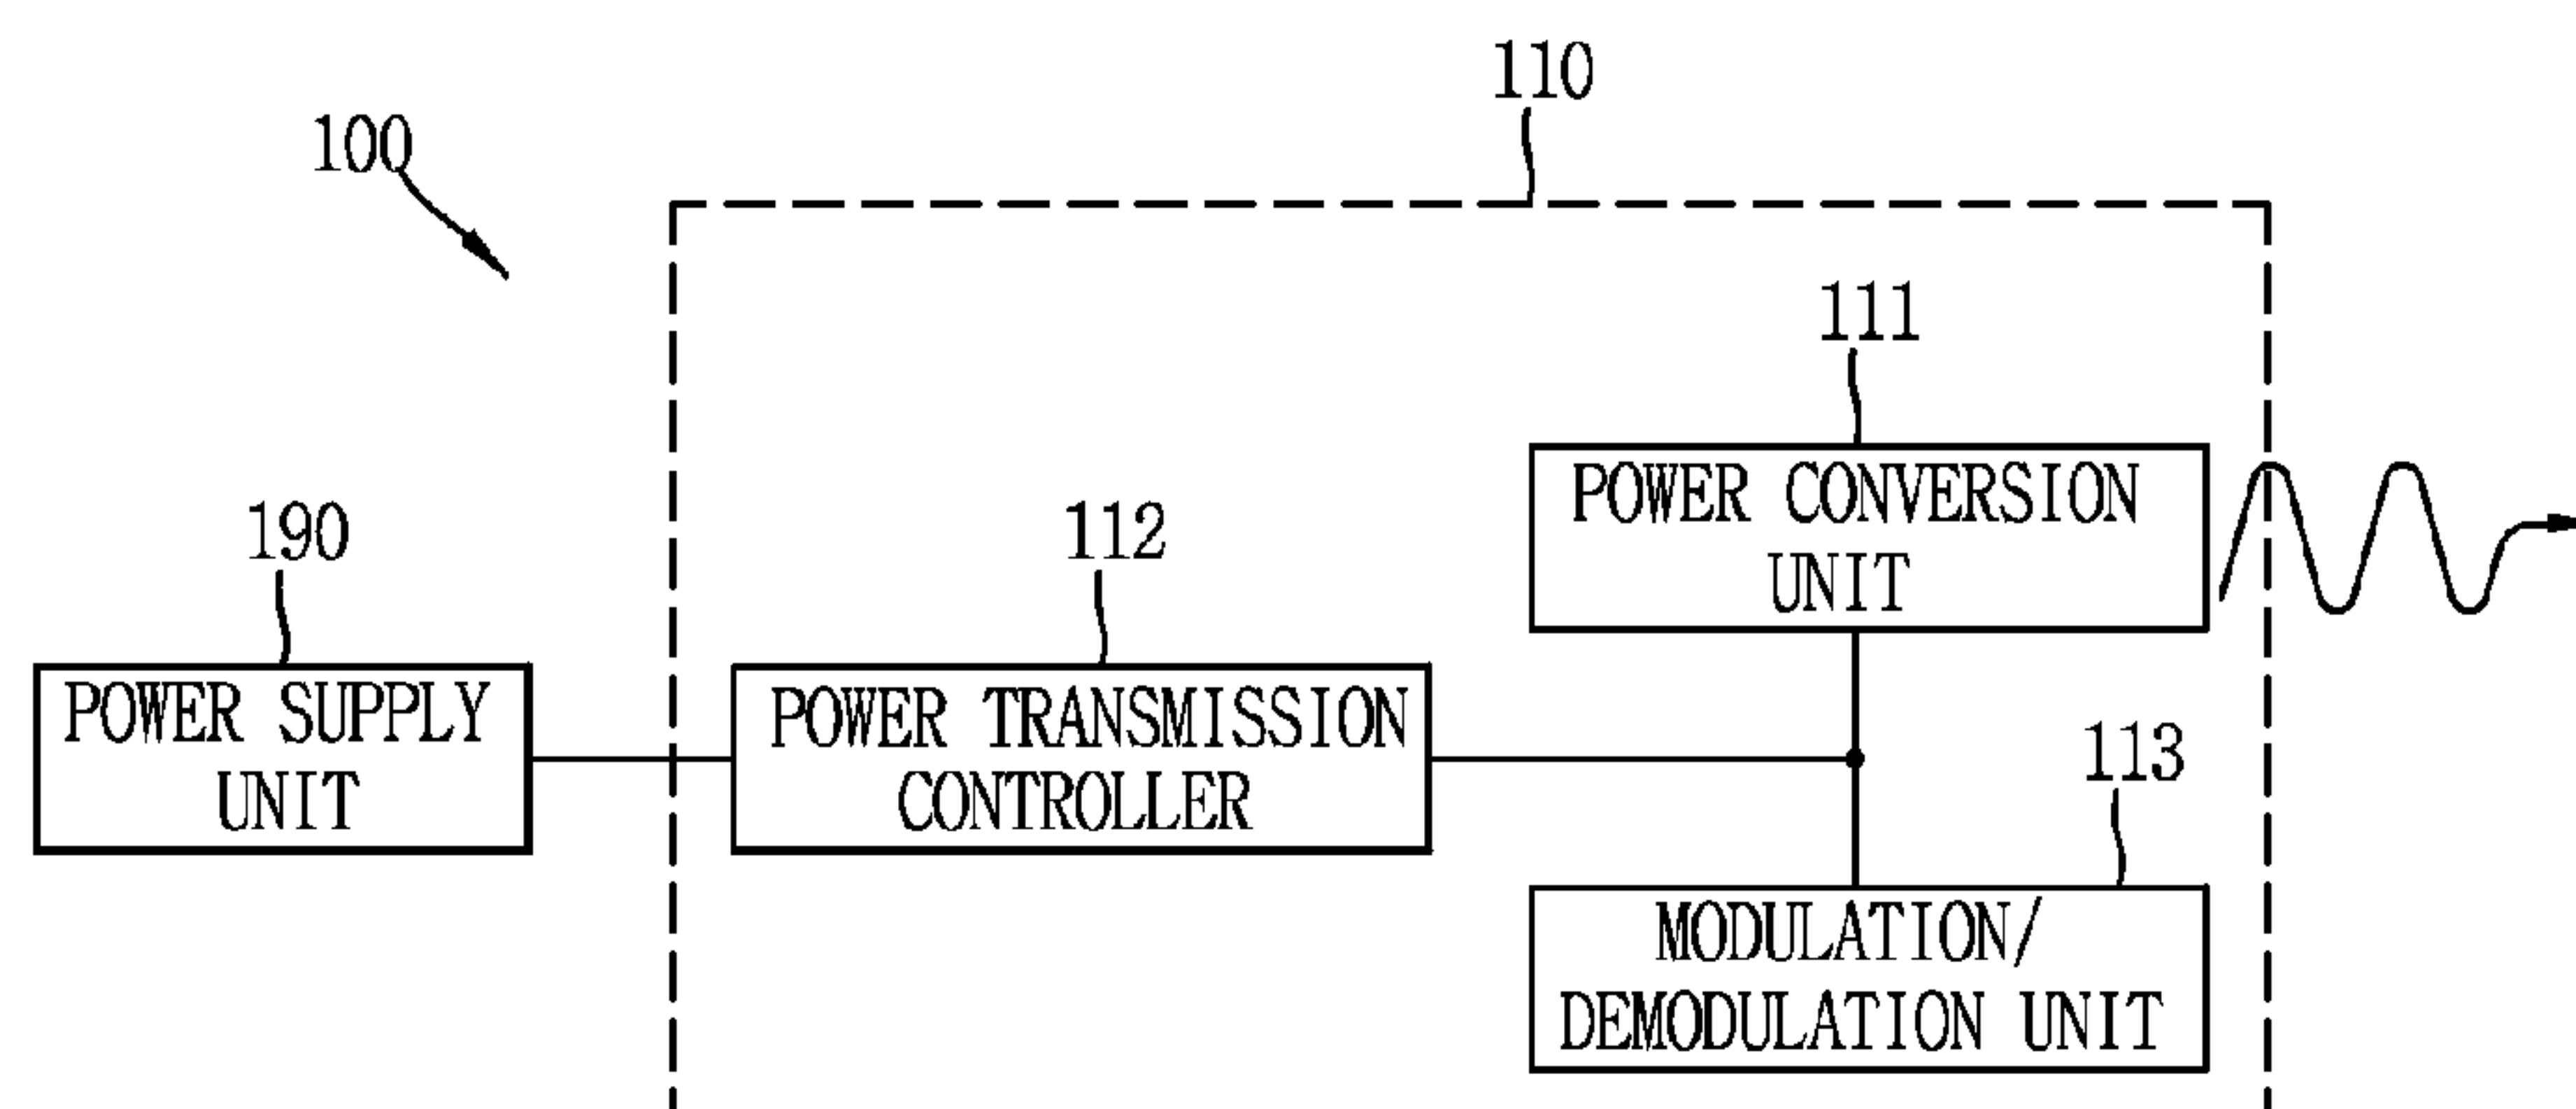 110
100
111
POWER CONVERSION
UNIT
190
112
POWER SUPPLY
UNIT
POWER TRANSMISSION
CONTROLLER
113
MODULATION/
DEMODULATION UNIT